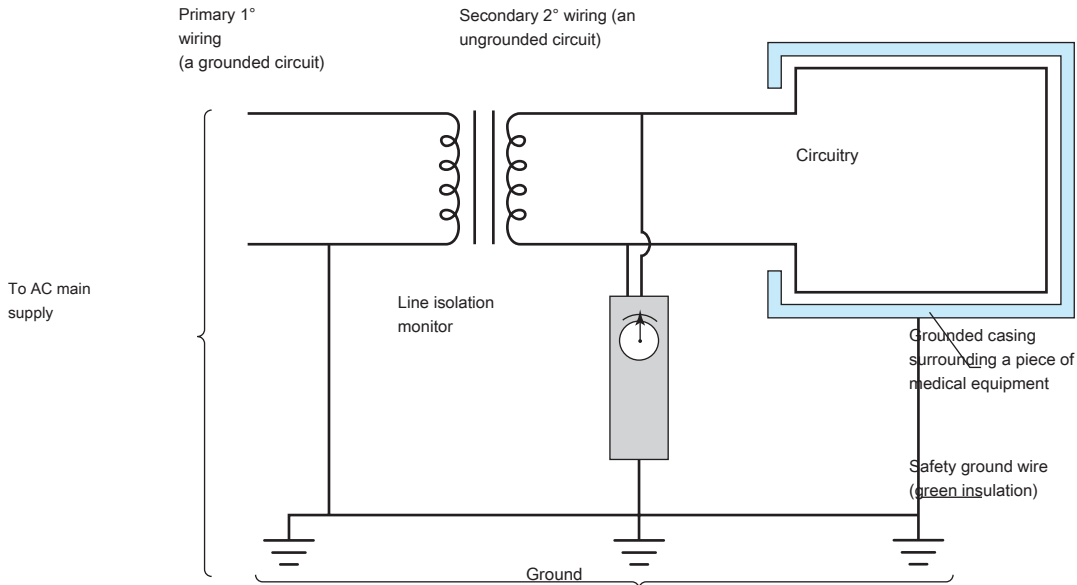 Primary 1°
wiring
(a grounded circuit)
Secondary 2° wiring (an
ungrounded circuit)
Circuitry
To AC main
supply
Line isolation
monitor
Grounded casing
surrounding a piece of
medical equipment
Safety ground wire
(green insulation)
Ground